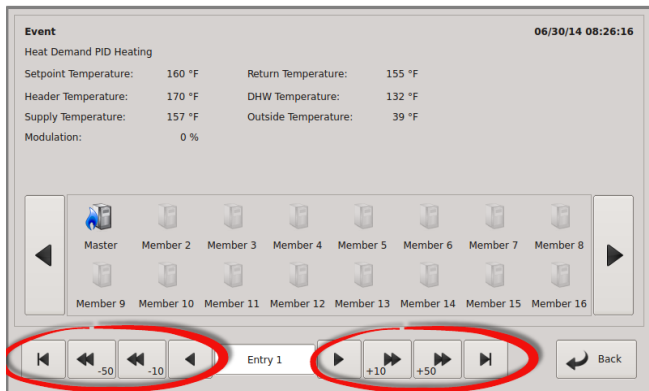 Event 06/30/14 08:26:16
Heat Demand PID Heating
Setpoint Temperature: 160 °F Return Temperature: 155 °F
Header Temperature: 170 °F DHW Temperature: 132 °F
Supply Temperature: 157 °F Outside Temperature: 39 °F
Modulation: 0 %
Master Member 2 Member 3 Member 4 Member 5 Member 6 Member 7 Member 8
Member 9 Member 10 Member 11 Member 12 Member 13 Member 14 Member 15 Member 16
-50 -10 Entry 1 +10 +50 Back